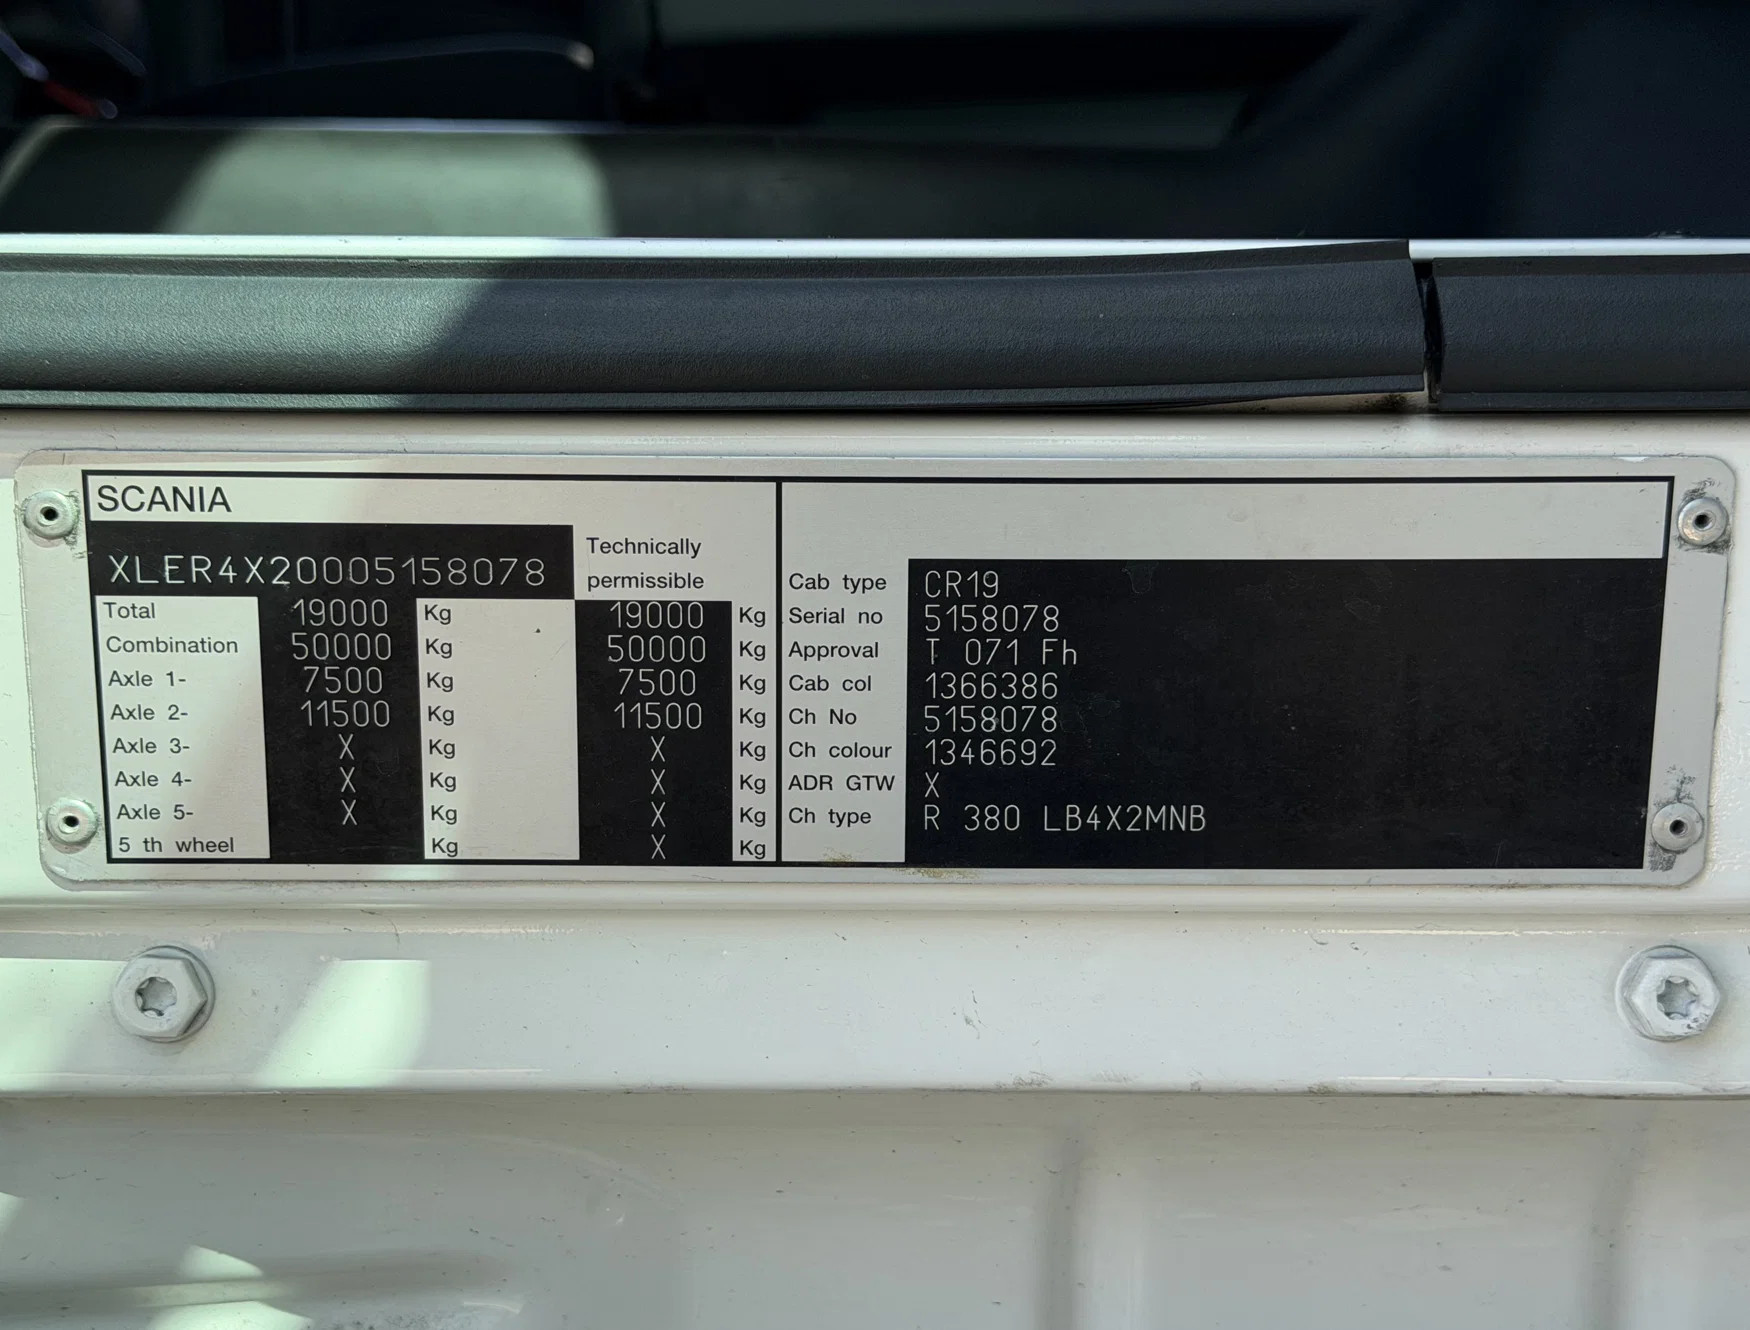 SCANIA
XLER4X20005158078
Technically
permissible
Total 19000 Kg 19000 Kg
Combination 50000 Kg 50000 Kg
Axle 1- 7500 Kg 7500 Kg
Axle 2- 11500 Kg 11500 Kg
Axle 3- X Kg X Kg
Axle 4- X Kg X Kg
Axle 5- X Kg X Kg
5 th wheel Kg X Kg
Cab type CR19
Serial no 5158078
Approval T 071 Fh
Cab col 1366386
Ch No 5158078
Ch colour 1346692
ADR GTW X
Ch type R 380 LB4X2MNB